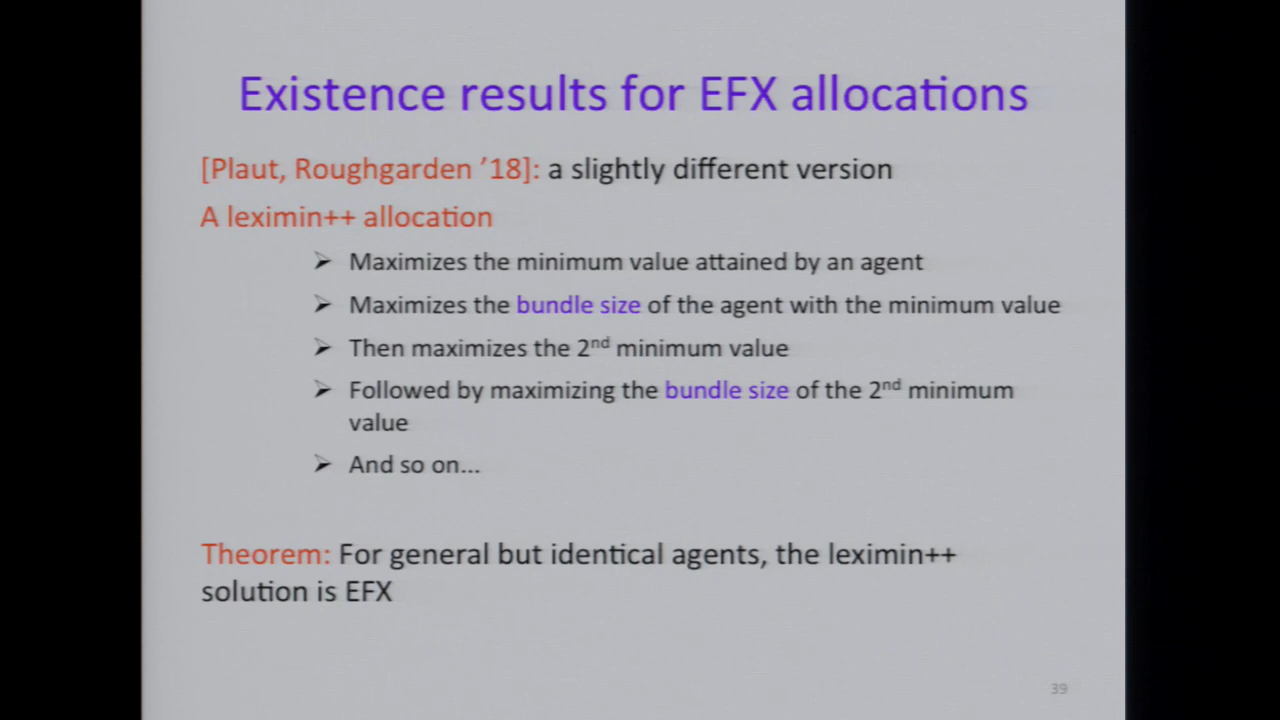 Existence results for EFX allocations
[Plaut, Roughgarden ’18]: a slightly different version
A leximin++ allocation
➢ Maximizes the minimum value attained by an agent
➢ Maximizes the bundle size of the agent with the minimum value
➢ Then maximizes the 2nd minimum value
➢ Followed by maximizing the bundle size of the 2nd minimum
value
➢ And so on...
Theorem: For general but identical agents, the leximin++
solution is EFX
39